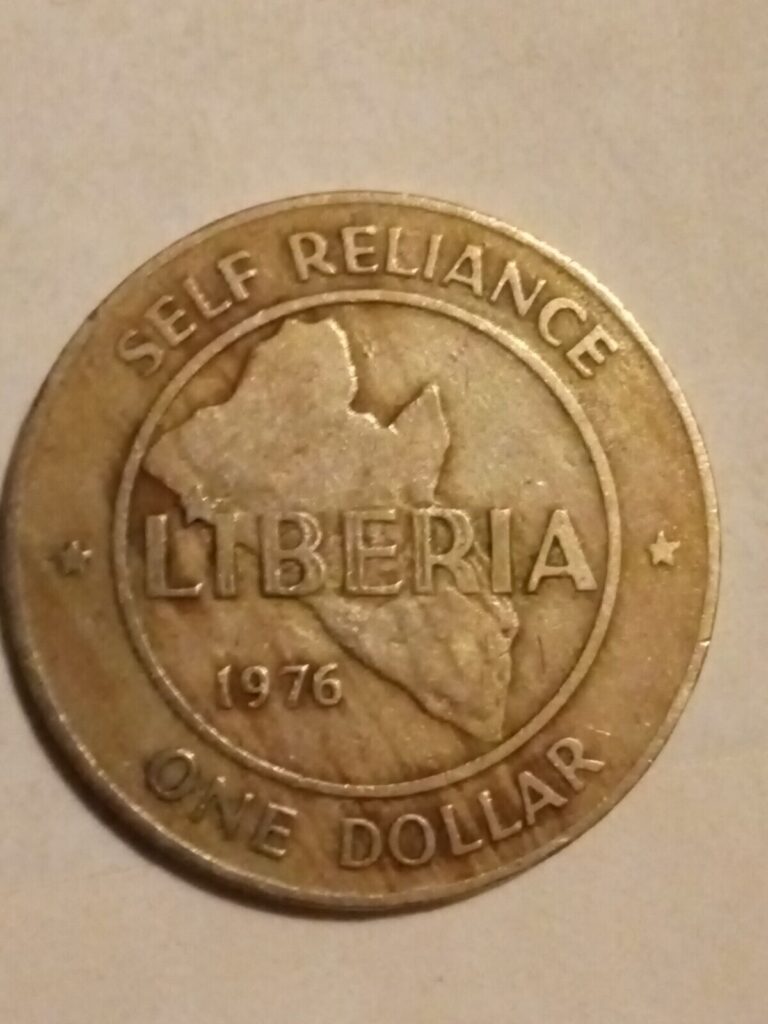 SELF RELIANCE
LIBERIA
1976
ONE DOLLAR